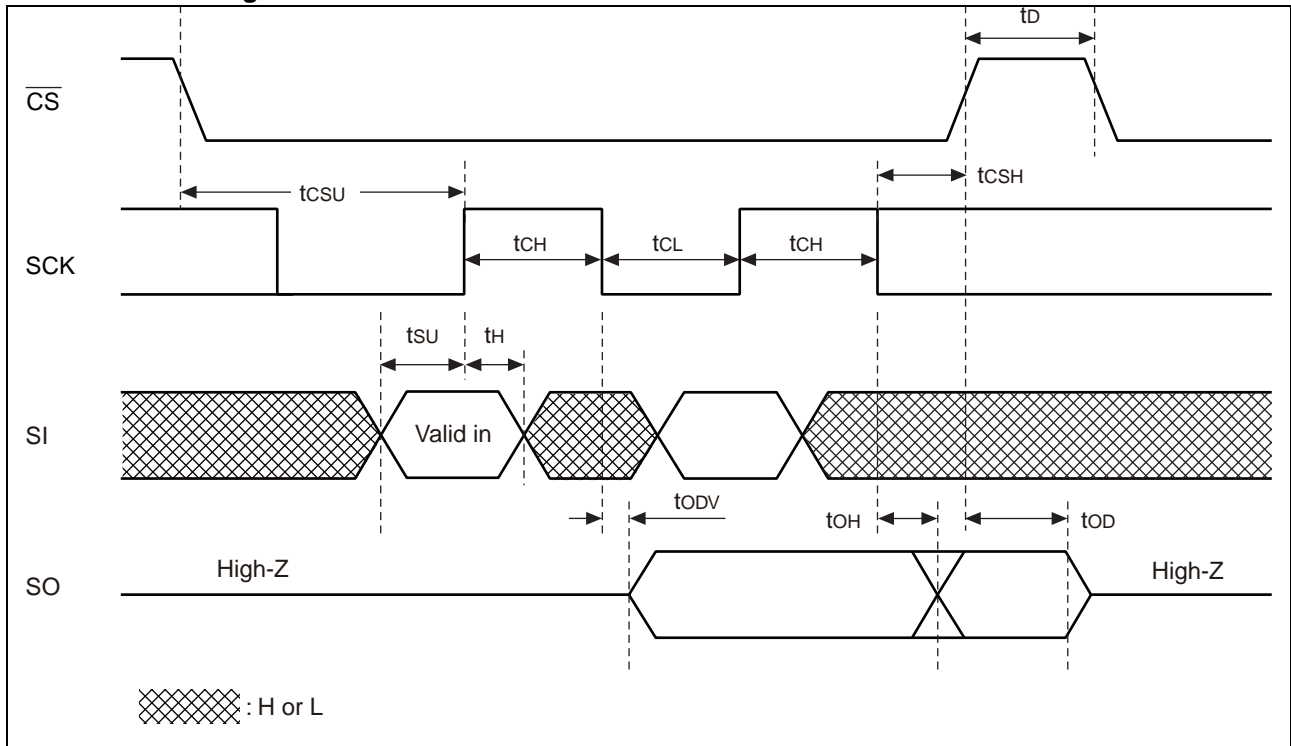 tD
CS
tCSU
tCSH
SCK
tCH
tCL
tCH
tSU
tH
SI
Valid in
tODV
tOH
tOD
SO
High-Z
High-Z
: H or L